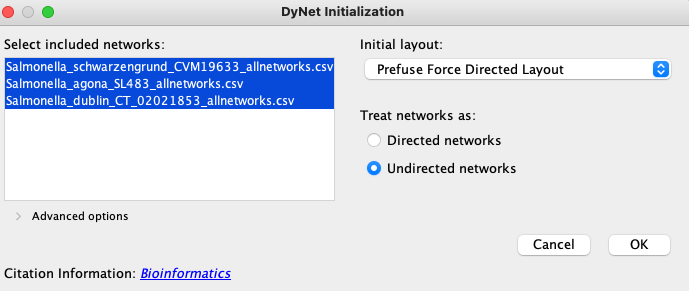 DyNet Initialization
Select included networks:
Salmonella_schwarzengrund_CVM19633_allnetworks.csv
Salmonella_agona_SL483_allnetworks.csv
Salmonella_dublin_CT_02021853_allnetworks.csv
Advanced options
Initial layout:
Prefuse Force Directed Layout
Treat networks as:
Directed networks
Undirected networks
Cancel
OK
Citation Information: Bioinformatics